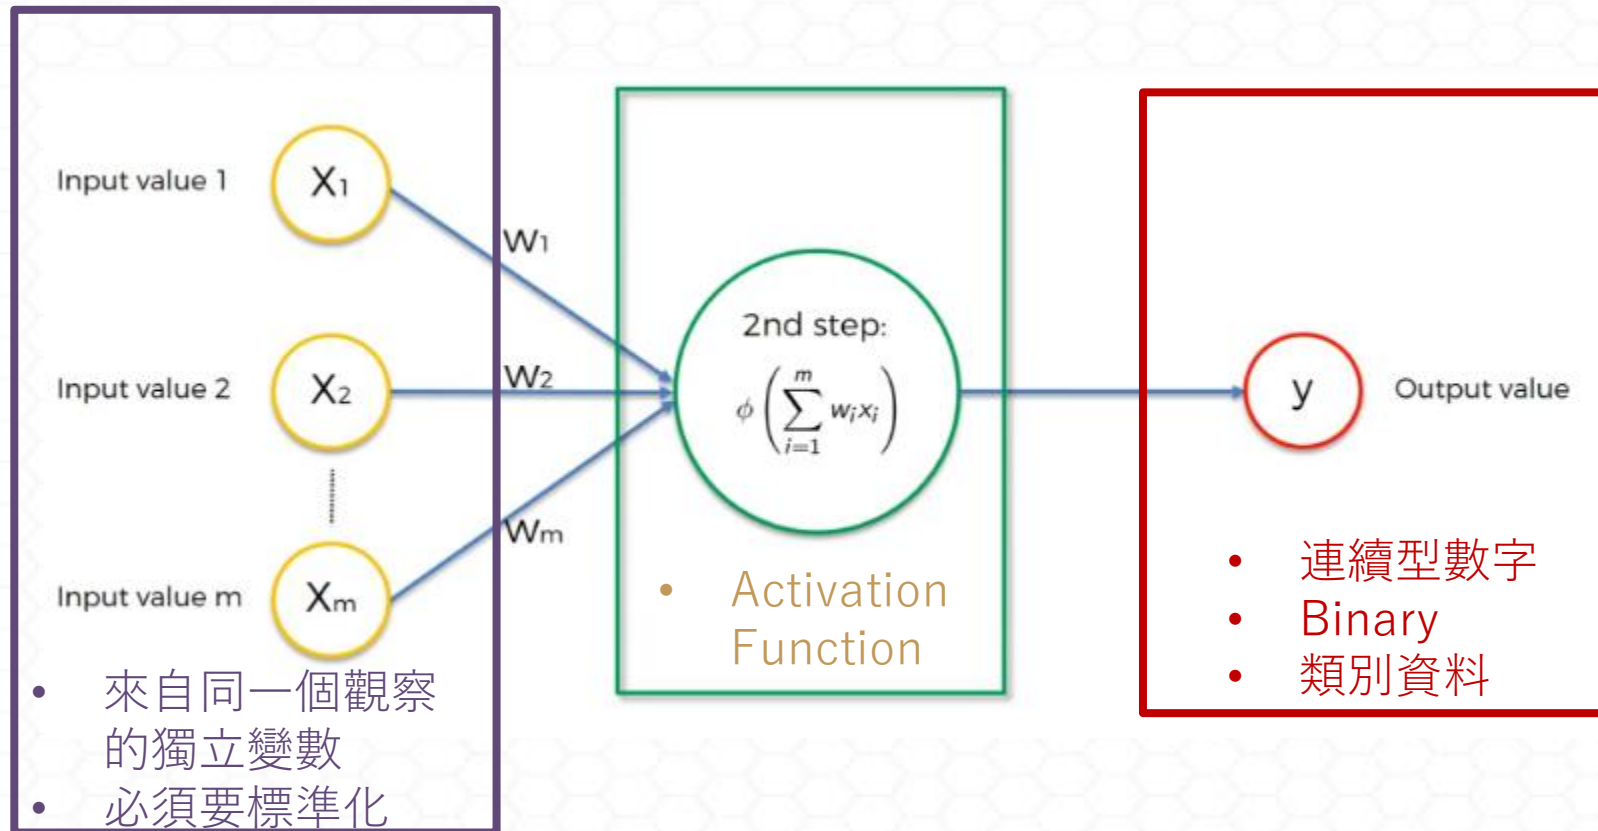 Input value 1
X₁
W₁
Input value 2
X₂
W₂
Input value m
Xₘ
Wₘ
• 來自同一個觀察
的獨立變數
• 必須要標準化
2nd step:
ϕ(∑ᵢ₌₁ᵐ wᵢxᵢ)
• Activation
Function
y
Output value
• 連續型數字
• Binary
• 類別資料